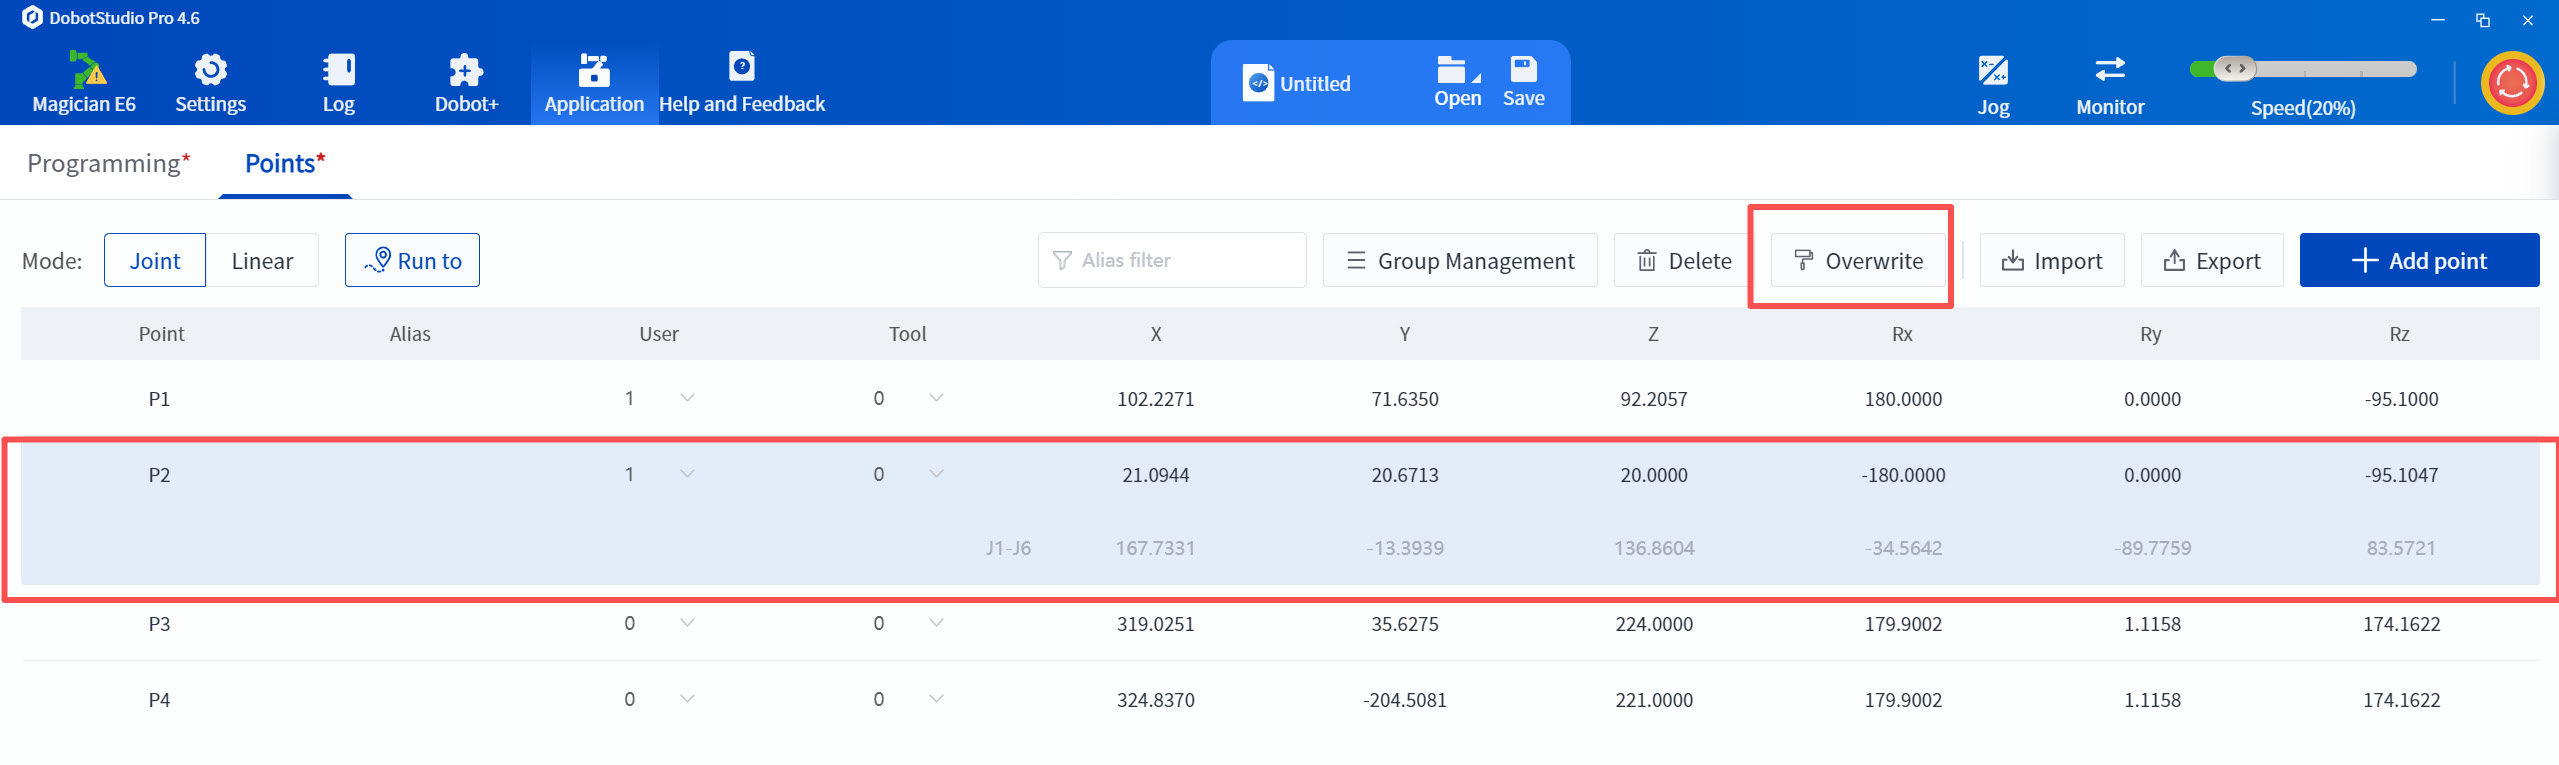 DobotStudio Pro 4.6
Magician E6 Settings Log Dobot+ Application Help and Feedback Untitled Open Save Jog Monitor Speed(20%)
Programming* Points*
Mode: Joint Linear Run to Alias filter Group Management Delete Overwrite Import Export Add point
Point Alias User Tool X Y Z Rx Ry Rz
P1 1 0 102.2271 71.6350 92.2057 180.0000 0.0000 -95.1000
P2 1 0 21.0944 20.6713 20.0000 -180.0000 0.0000 -95.1047
J1-J6 167.7331 -13.3939 136.8604 -34.5642 -89.7759 83.5721
P3 0 0 319.0251 35.6275 224.0000 179.9002 1.1158 174.1622
P4 0 0 324.8370 -204.5081 221.0000 179.9002 1.1158 174.1622